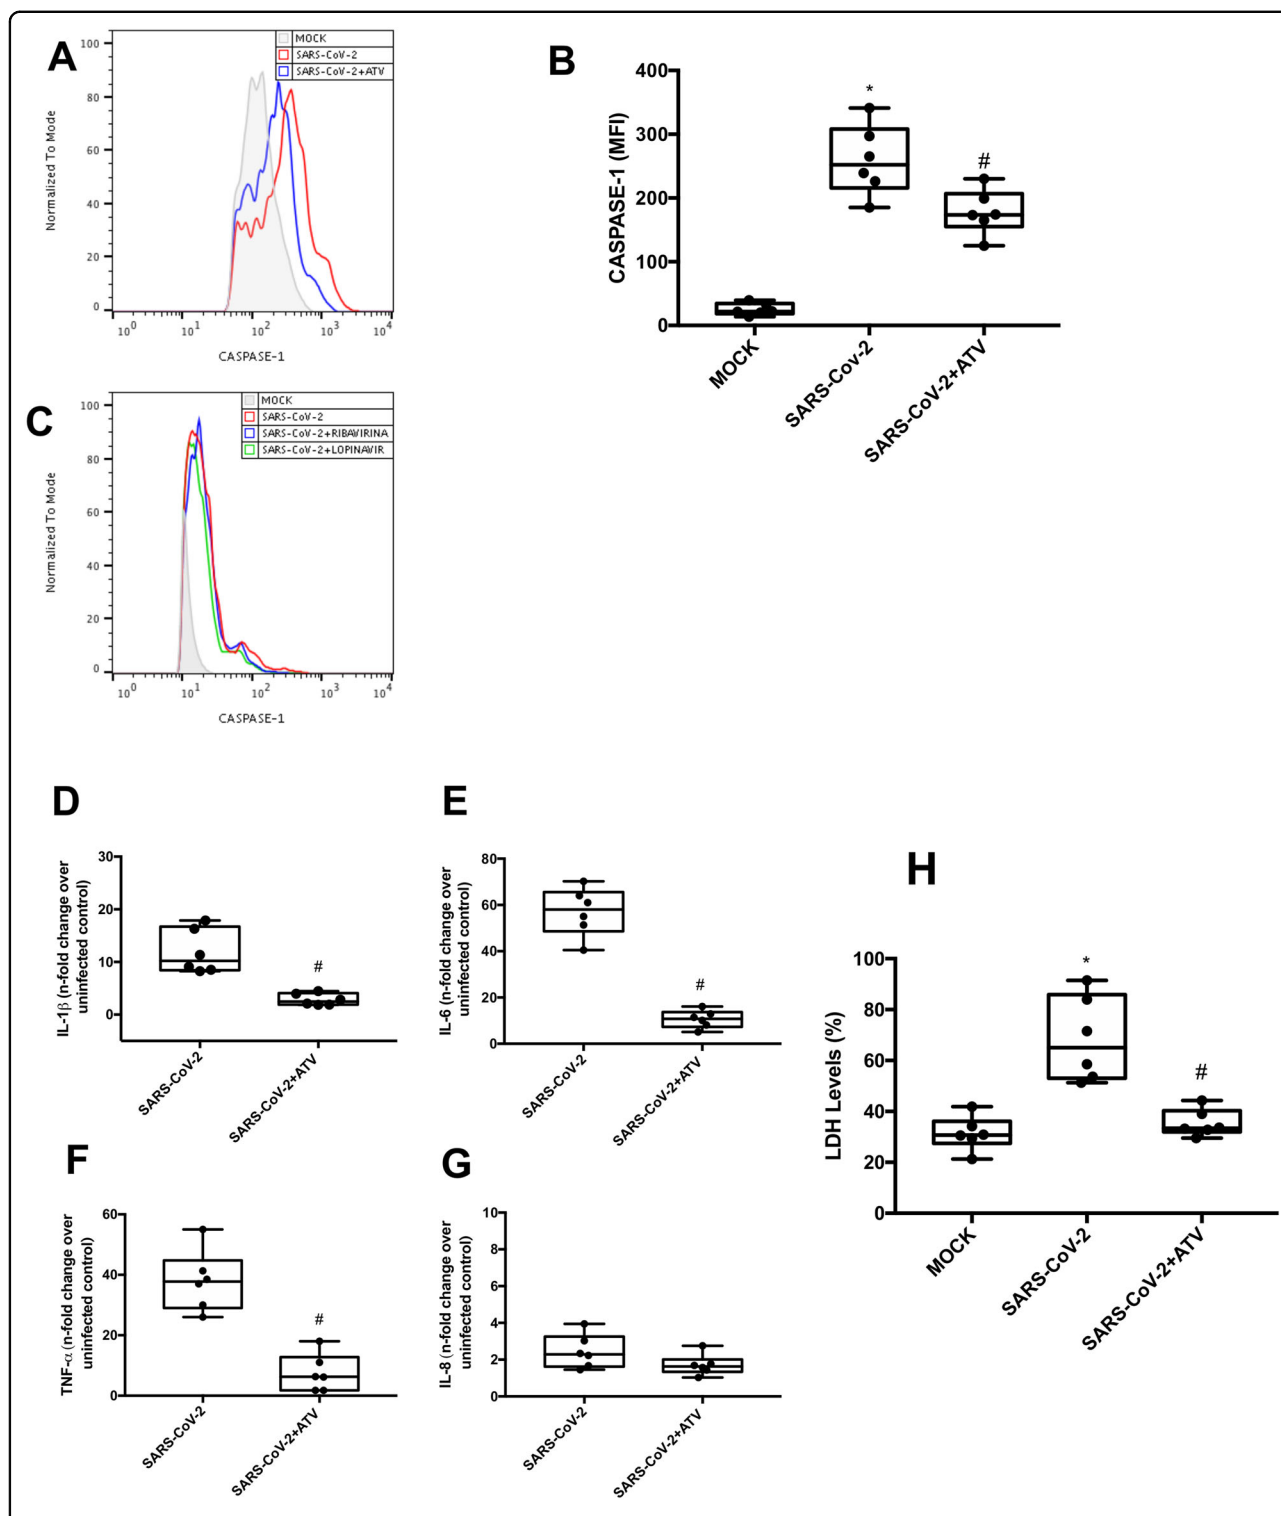 A
Normalized To Mode
100
80
60
40
20
0
MOCK
SARS-CoV-2
SARS-CoV-2+ATV
10^0 10^1 10^2 10^3 10^4
CASPASE-1
B
CASPASE-1 (MFI)
400
300
200
100
0
*
#
MOCK
SARS-Cov-2
SARS-CoV-2+ATV
C
Normalized To Mode
100
80
60
40
20
0
MOCK
SARS-CoV-2
SARS-CoV-2+RIBAVIRINA
SARS-CoV-2+LOPINAVIR
10^0 10^1 10^2 10^3 10^4
CASPASE-1
D
IL-1β (n-fold change over
uninfected control)
30
20
10
0
#
SARS-CoV-2
SARS-CoV-2+ATV
E
IL-6 (n-fold change over
uninfected control)
80
60
40
20
0
#
SARS-CoV-2
SARS-CoV-2+ATV
F
TNF-α (n-fold change over
uninfected control)
60
40
20
0
#
SARS-CoV-2
SARS-CoV-2+ATV
G
IL-8 (n-fold change over
uninfected control)
10
8
6
4
2
0
SARS-CoV-2
SARS-CoV-2+ATV
H
LDH Levels (%)
100
80
60
40
20
0
*
#
MOCK
SARS-CoV-2
SARS-CoV-2+ATV